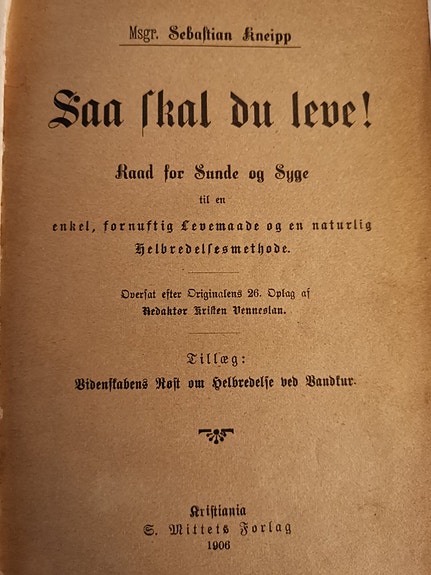 Msgr. Sebastian Kneipp
Saa skal du leve!
Raad for Sunde og Syge
til en
enkel, fornuftig Levemaade og en naturlig
Helbredelsesmethode.
Oversat efter Originalens 26. Oplag af
Redaktør Kristen Venneslan.
Tillæg:
Videnskabens Røst om Helbredelse ved Vandkur.
Kristiania
S. Mittets Forlag
1906